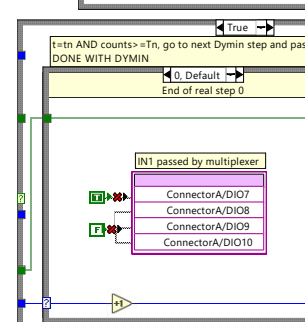 True
t=tn AND counts>=Tn, go to next Dymin step and pas
DONE WITH DYMIN
0, Default
End of real step 0
IN1 passed by multiplexer
T
ConnectorA/DIO7
ConnectorA/DIO8
F
ConnectorA/DIO9
ConnectorA/DIO10
?
?
+1